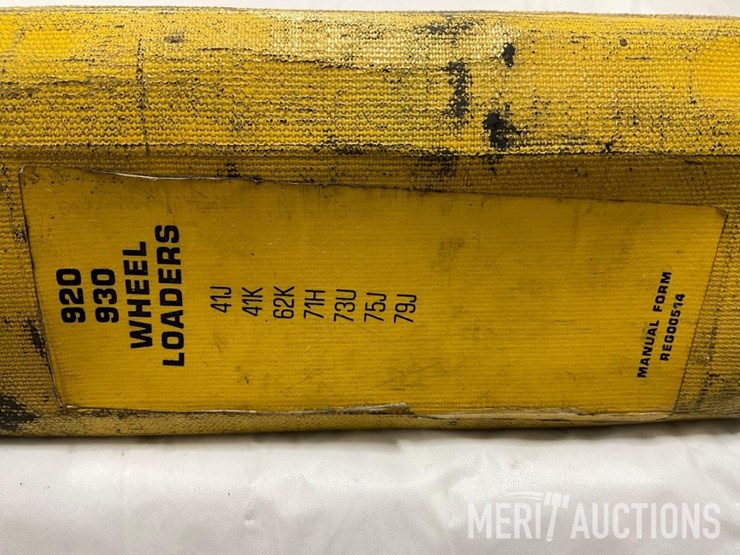 920
930
WHEEL
LOADERS
41J
41K
62K
71H
73U
75J
79J
MANUAL FORM
REG00514
MERIT AUCTIONS